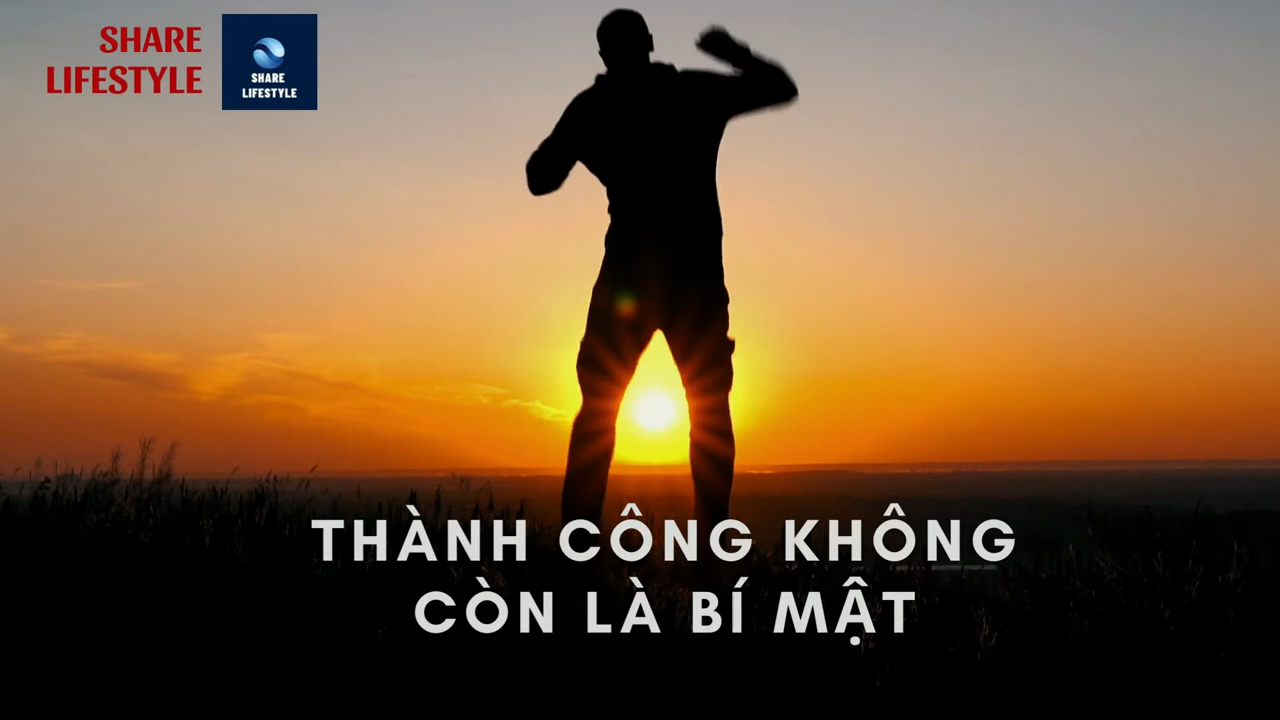 SHARE
LIFESTYLE
SHARE
LIFESTYLE
THÀNH CÔNG KHÔNG
CÒN LÀ BÍ MẬT